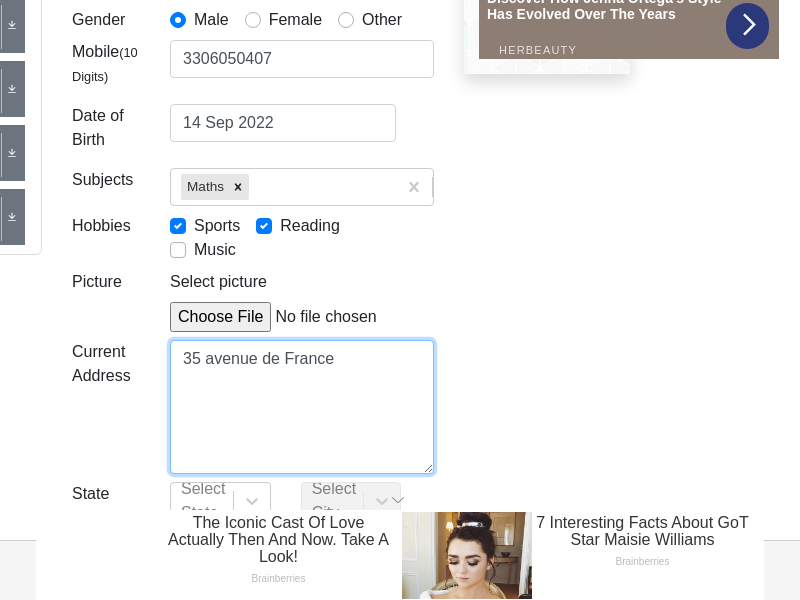 Gender
Male
Female
Other
Mobile(10 Digits)
3306050407
Date of Birth
14 Sep 2022
Subjects
Maths
Hobbies
Sports
Reading
Music
Picture
Select picture
Choose File No file chosen
Current Address
35 avenue de France
State
Select
Select
Discover How Jenna Ortega's Style
Has Evolved Over The Years
HERBEAUTY
The Iconic Cast Of Love
Actually Then And Now. Take A
Look!
Brainberries
7 Interesting Facts About GoT
Star Maisie Williams
Brainberries